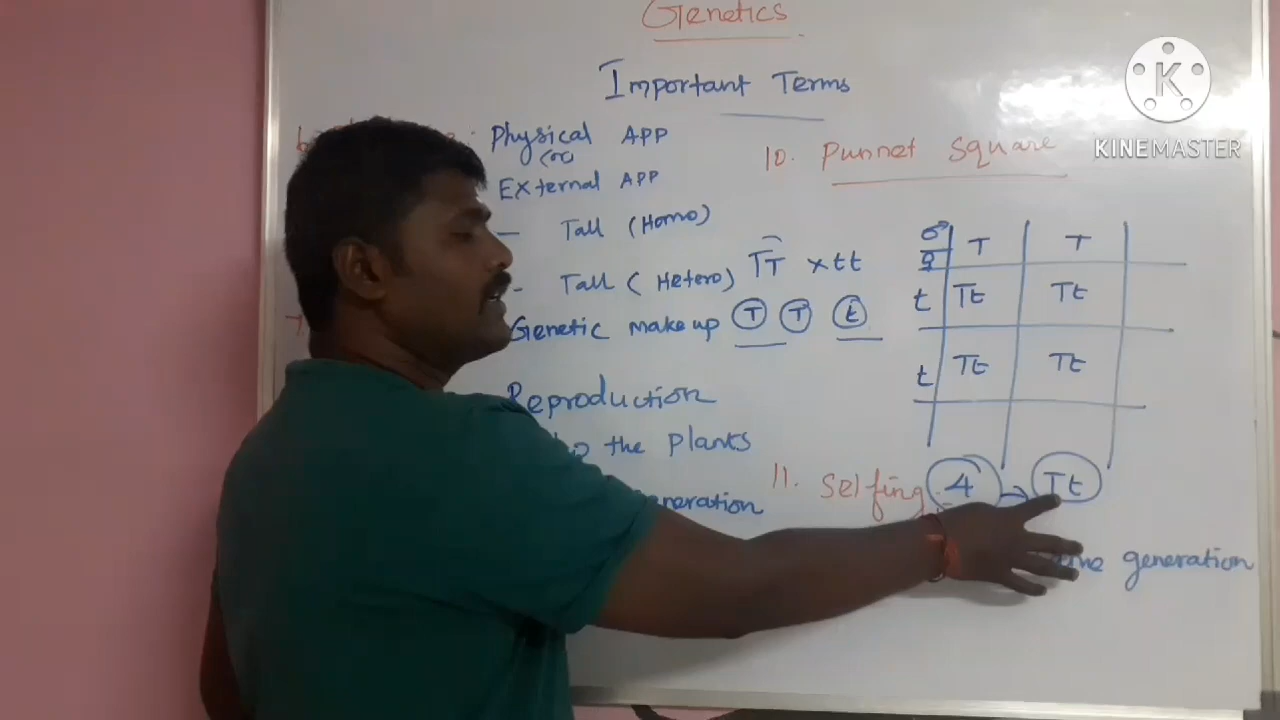 Genetics
Important Terms
Physical APP
(or)
External APP
- Tall (Homo)
- Tall ( Hetero)
Genetic make up
Reproduction
the plants
TT x tt
T T t
10. Punnet Square
♂ T T
♀
t Tt Tt
t Tt Tt
11. Selfing :- 4 → Tt
generation
K
KINEMASTER